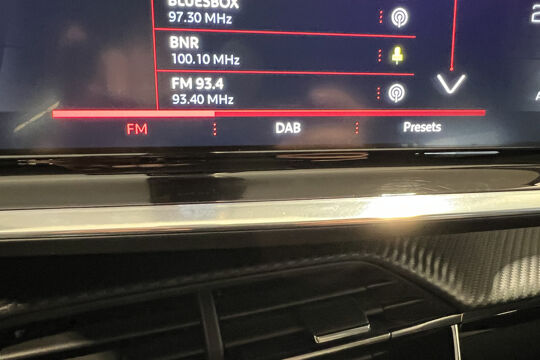 BLUESBOX
97.30 MHz
BNR
100.10 MHz
FM 93.4
93.40 MHz
FM
DAB
Presets